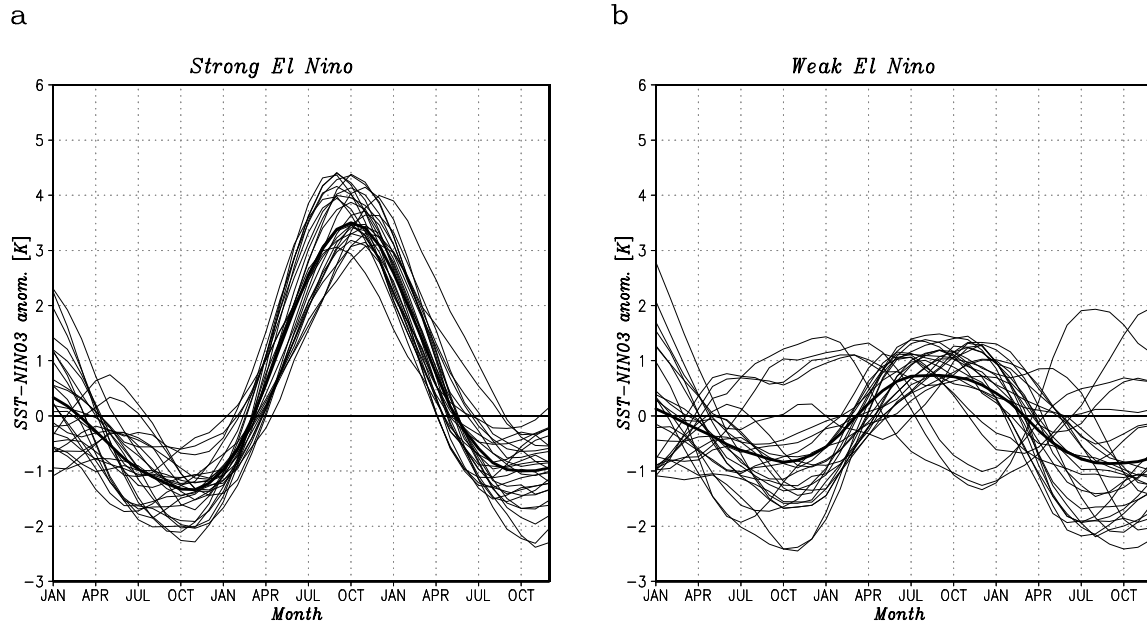 a
Strong El Nino
6
5
4
3
2
1
0
−1
−2
−3
SST-NINO3 anom. [K]
JAN APR JUL OCT JAN APR JUL OCT JAN APR JUL OCT
Month
b
Weak El Nino
6
5
4
3
2
1
0
−1
−2
−3
SST-NINO3 anom. [K]
JAN APR JUL OCT JAN APR JUL OCT JAN APR JUL OCT
Month